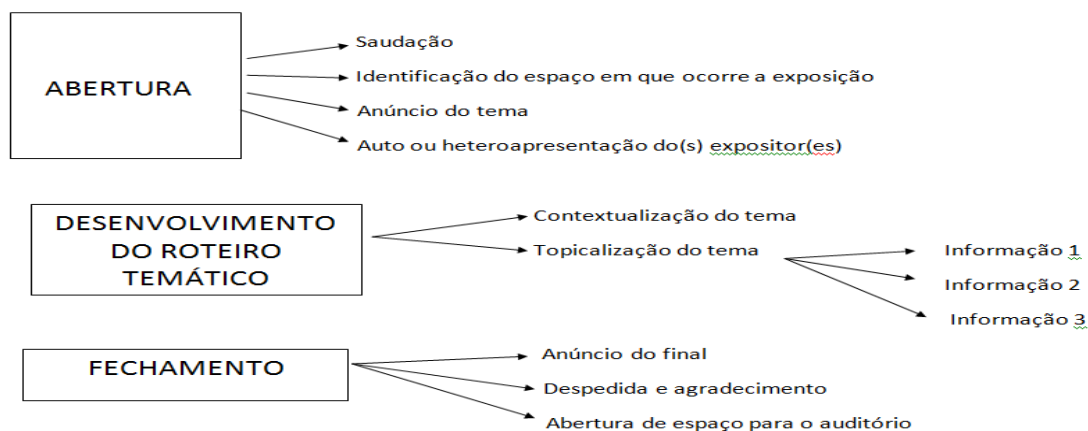 ABERTURA
Saudação
Identificação do espaço em que ocorre a exposição
Anúncio do tema
Auto ou heteroapresentação do(s) expositor(es)
DESENVOLVIMENTO
DO ROTEIRO
TEMÁTICO
Contextualização do tema
Topicalização do tema
Informação 1
Informação 2
Informação 3
FECHAMENTO
Anúncio do final
Despedida e agradecimento
Abertura de espaço para o auditório